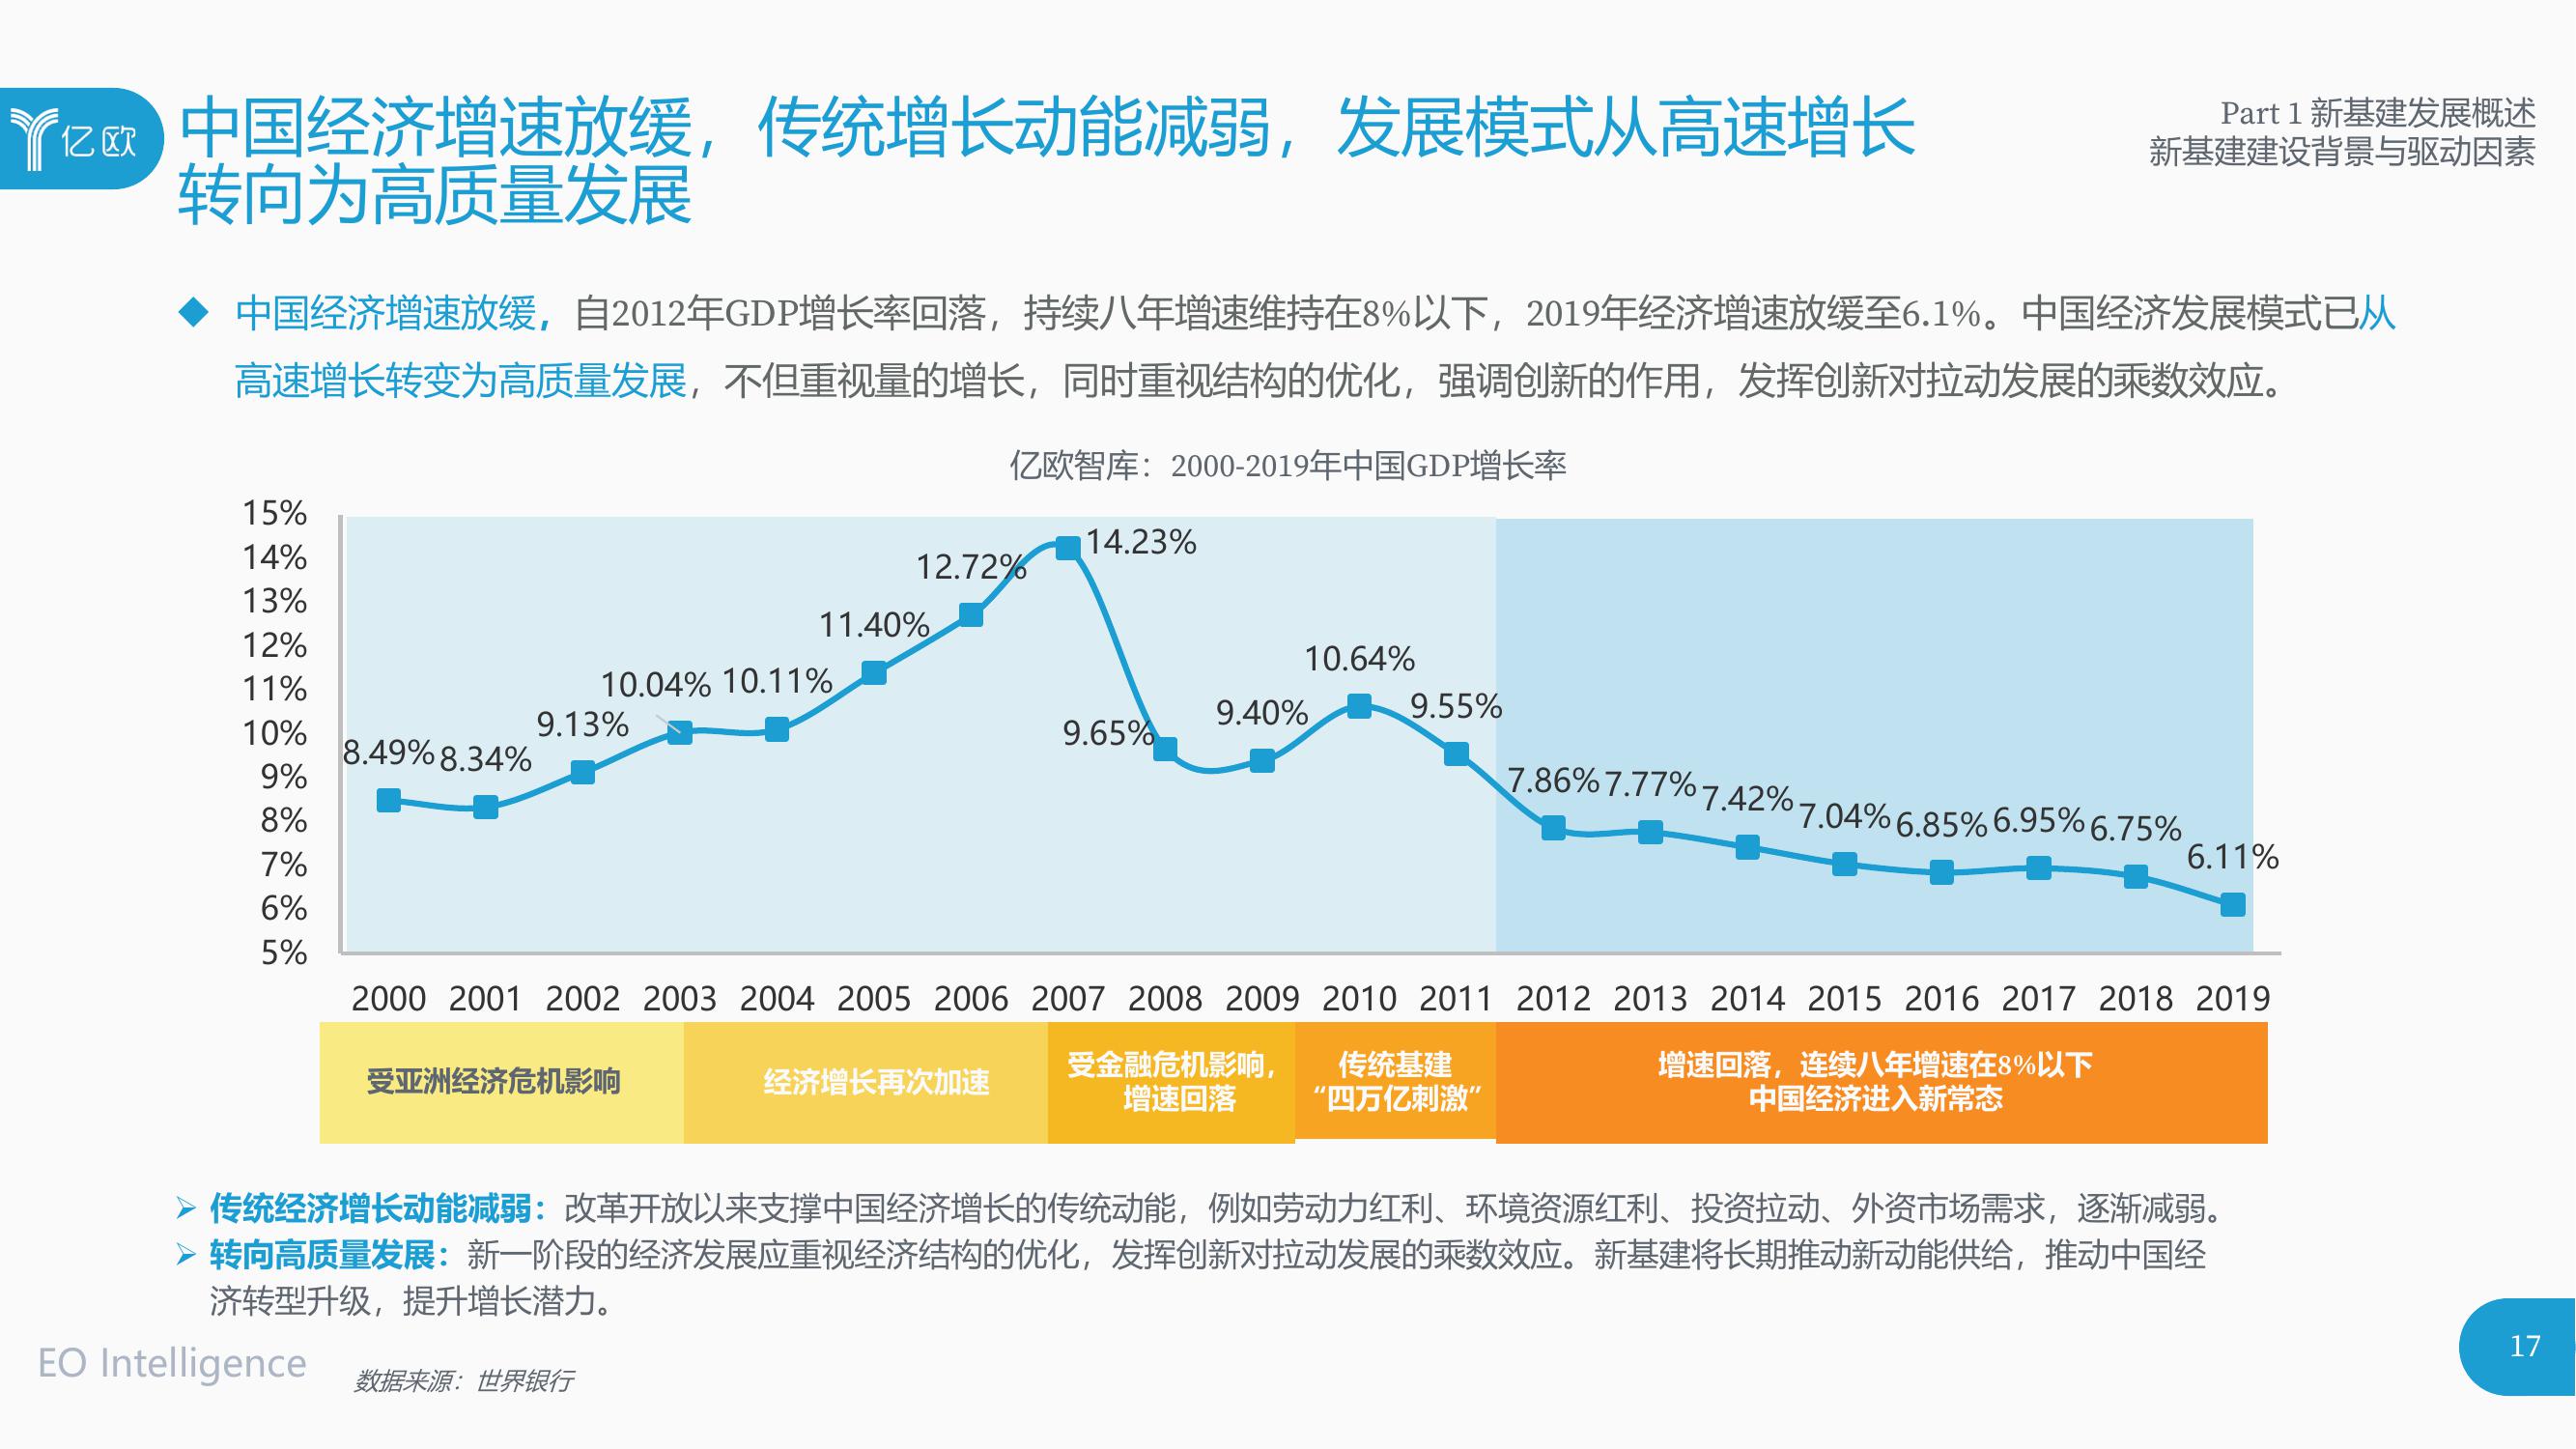 亿欧
中国经济增速放缓，传统增长动能减弱，发展模式从高速增长
转向为高质量发展
Part 1 新基建发展概述
新基建建设背景与驱动因素
中国经济增速放缓，自2012年GDP增长率回落，持续八年增速维持在8%以下，2019年经济增速放缓至6.1%。中国经济发展模式已从
高速增长转变为高质量发展，不但重视量的增长，同时重视结构的优化，强调创新的作用，发挥创新对拉动发展的乘数效应。
亿欧智库：2000-2019年中国GDP增长率
15%
14%
13%
12%
11%
10%
9%
8%
7%
6%
5%
8.49% 8.34% 9.13% 10.04% 10.11% 11.40% 12.72% 14.23% 9.65% 9.40% 10.64% 9.55% 7.86% 7.77% 7.42% 7.04% 6.85% 6.95% 6.75% 6.11%
2000 2001 2002 2003 2004 2005 2006 2007 2008 2009 2010 2011 2012 2013 2014 2015 2016 2017 2018 2019
受亚洲经济危机影响
经济增长再次加速
受金融危机影响，
增速回落
传统基建
“四万亿刺激”
增速回落，连续八年增速在8%以下
中国经济进入新常态
传统经济增长动能减弱：改革开放以来支撑中国经济增长的传统动能，例如劳动力红利、环境资源红利、投资拉动、外资市场需求，逐渐减弱。
转向高质量发展：新一阶段的经济发展应重视经济结构的优化，发挥创新对拉动发展的乘数效应。新基建将长期推动新动能供给，推动中国经
济转型升级，提升增长潜力。
EO Intelligence
数据来源：世界银行
17